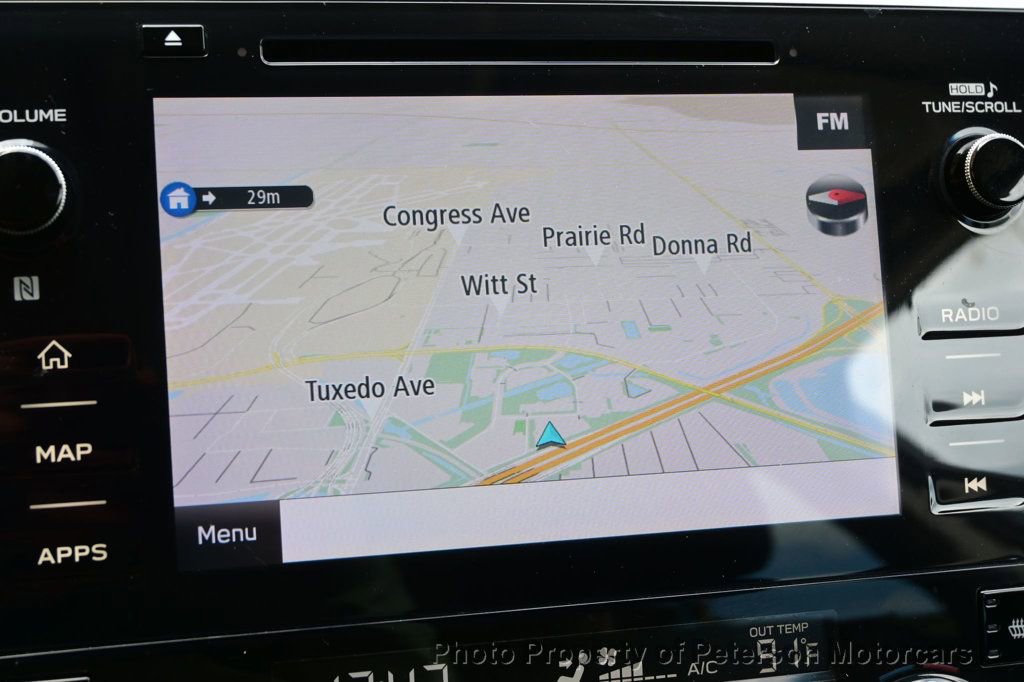 OLUME
HOLD
TUNE/SCROLL
FM
29m
Congress Ave
Prairie Rd
Donna Rd
Witt St
RADIO
Tuxedo Ave
MAP
Menu
APPS
OUT TEMP
91°F
A/C
Photo Property of Peterson Motorcars